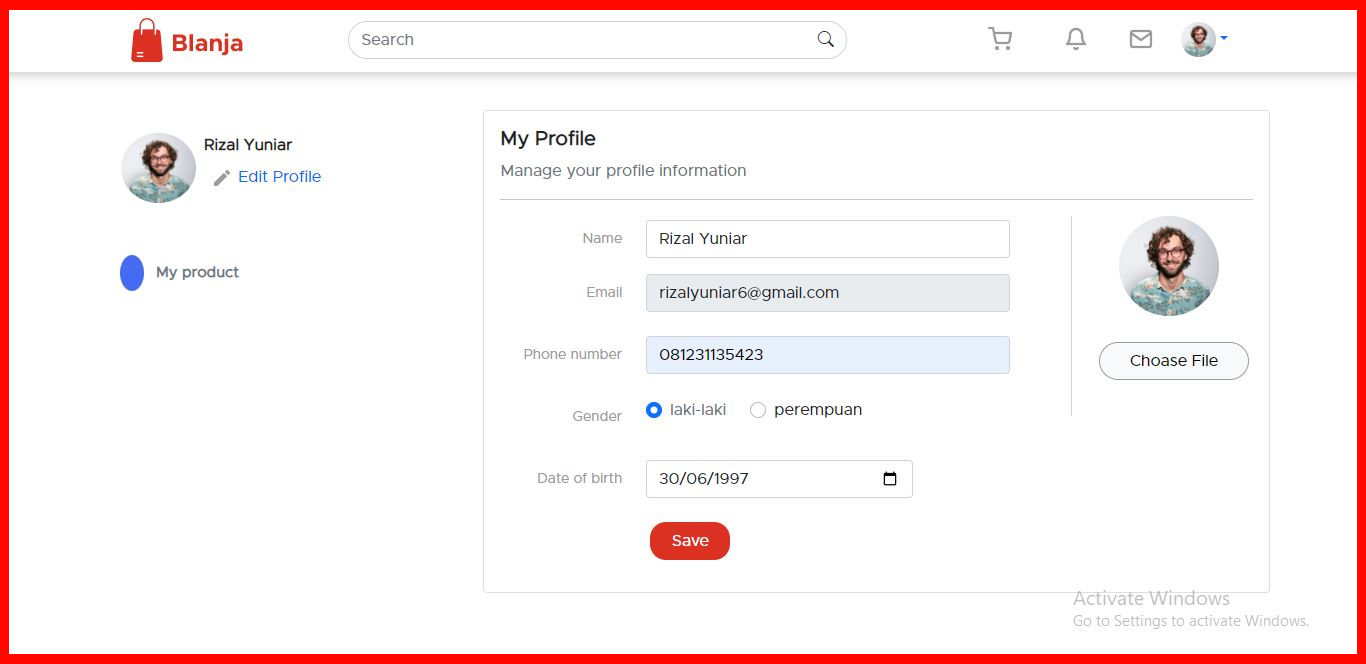 Blanja
Search
Rizal Yuniar
Edit Profile
My product
My Profile
Manage your profile information
Name
Rizal Yuniar
Email
rizalyuniar6@gmail.com
Phone number
081231135423
Gender
laki-laki
perempuan
Date of birth
30/06/1997
Save
Choase File
Activate Windows
Go to Settings to activate Windows.